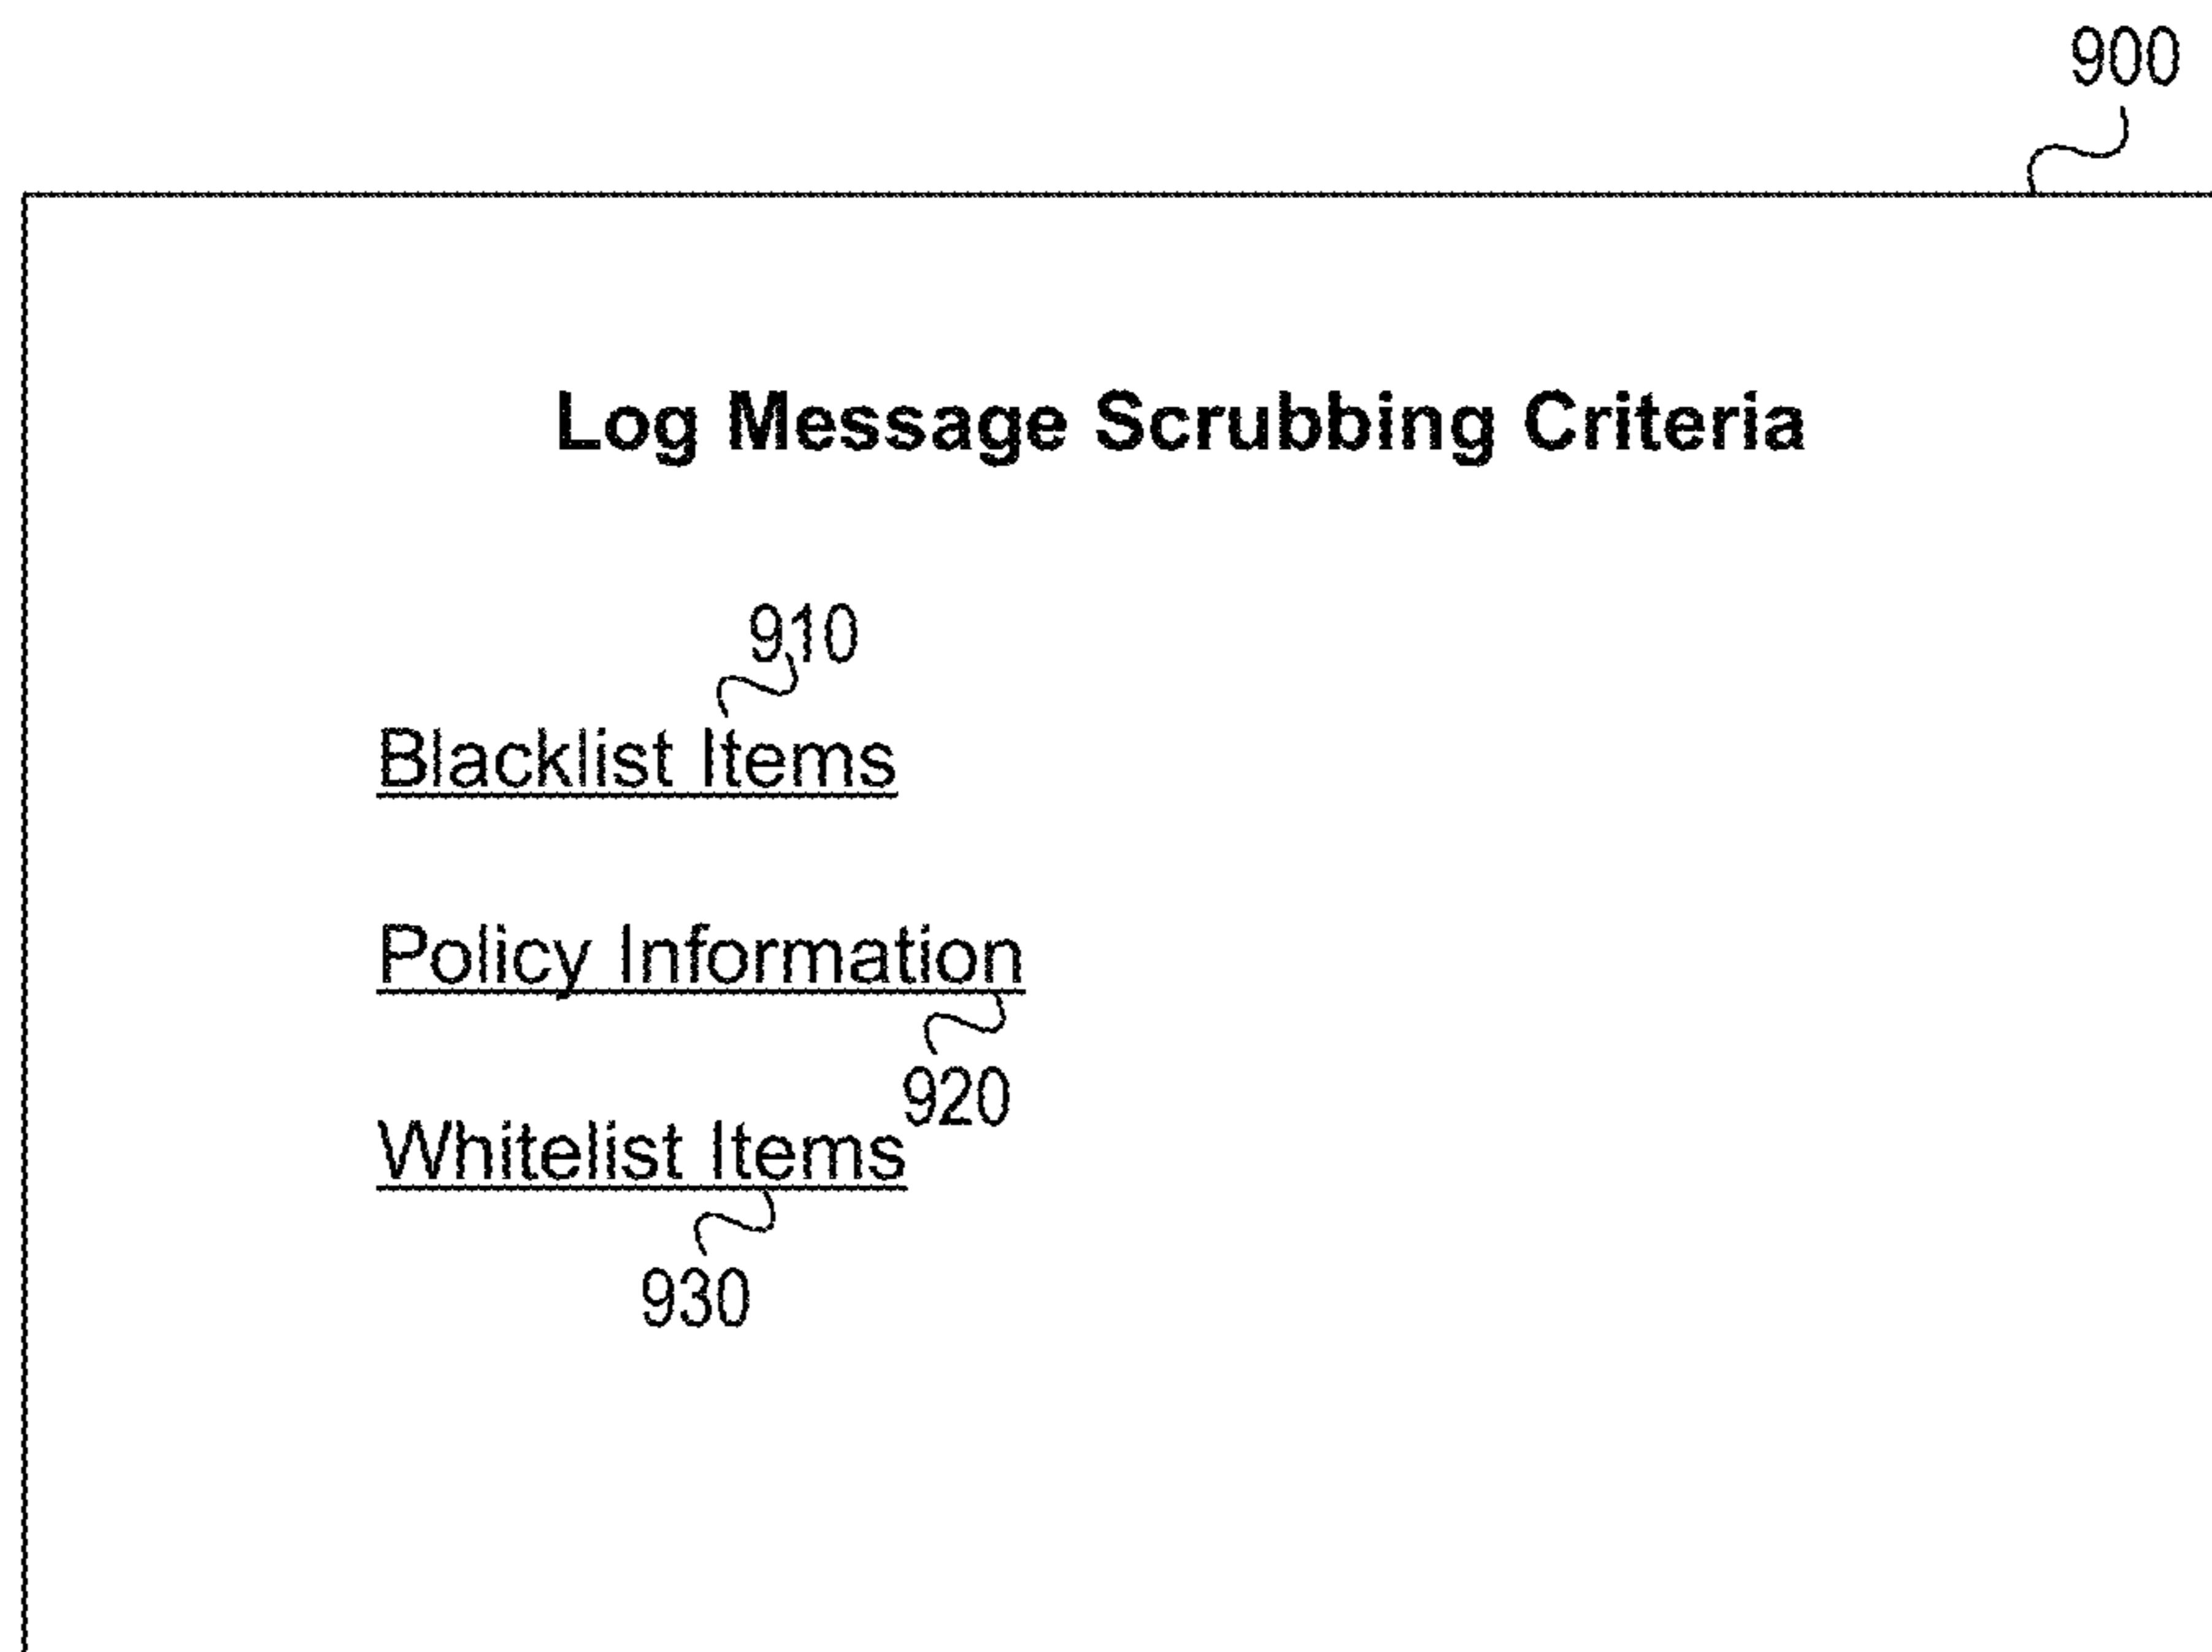 900
Log Message Scrubbing Criteria
910
Blacklist Items
Policy Information
920
Whitelist Items
930